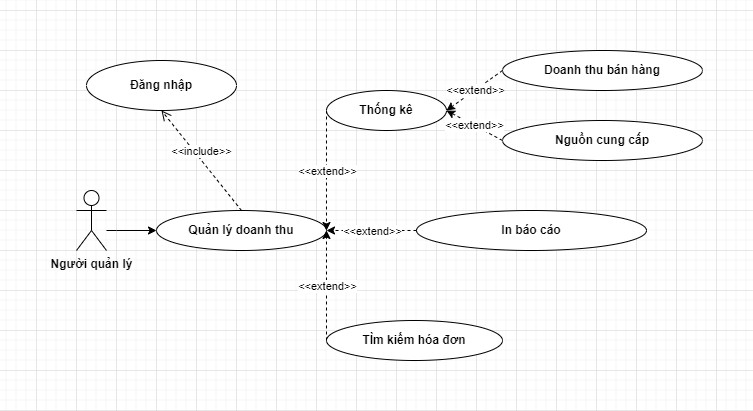 Đăng nhập
Doanh thu bán hàng
<<extend>>
Thống kê
<<extend>>
Nguồn cung cấp
<<include>>
<<extend>>
Quản lý doanh thu
<<extend>>
In báo cáo
Người quản lý
<<extend>>
TÌm kiếm hóa đơn